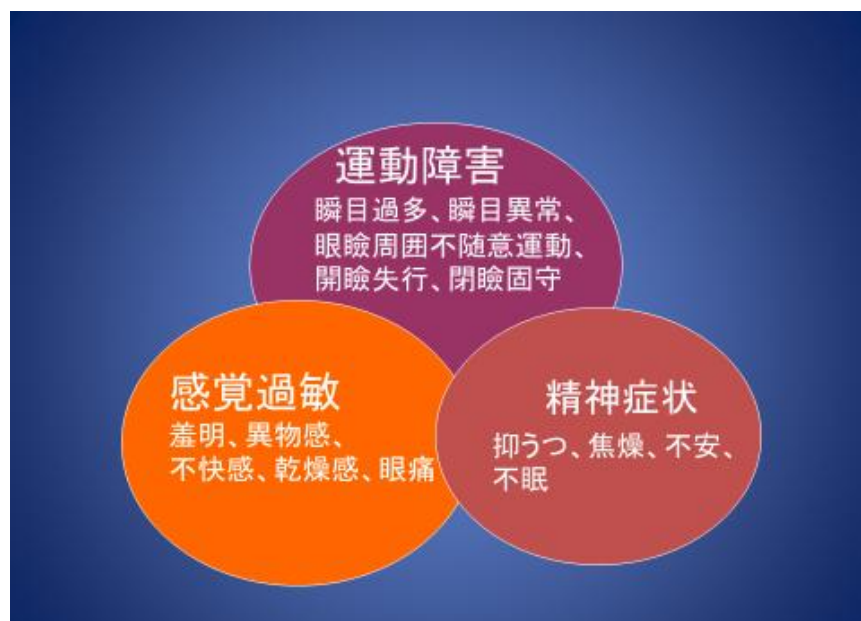 運動障害
瞬目過多、瞬目異常、
眼瞼周囲不随意運動、
開瞼失行、閉瞼固守
感覚過敏
羞明、異物感、
不快感、乾燥感、眼痛
精神症状
抑うつ、焦燥、不安、
不眠